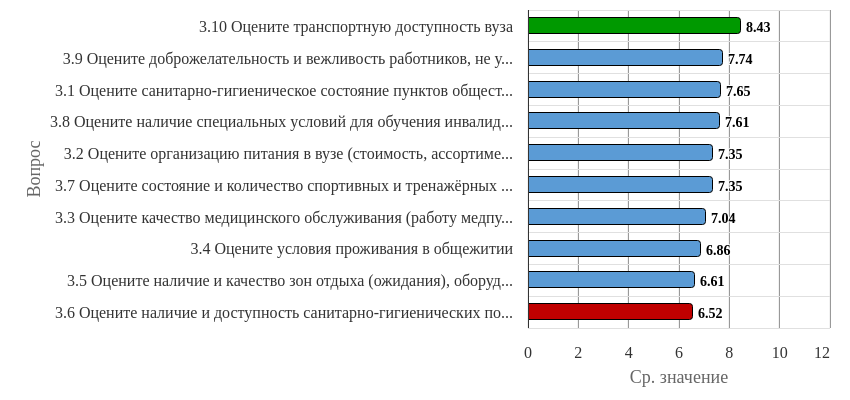 3.10 Оцените транспортную доступность вуза 8.43
3.9 Оцените доброжелательность и вежливость работников, не у... 7.74
3.1 Оцените санитарно-гигиеническое состояние пунктов общест... 7.65
3.8 Оцените наличие специальных условий для обучения инвалид... 7.61
3.2 Оцените организацию питания в вузе (стоимость, ассортиме... 7.35
3.7 Оцените состояние и количество спортивных и тренажёрных ... 7.35
3.3 Оцените качество медицинского обслуживания (работу медпу... 7.04
3.4 Оцените условия проживания в общежитии 6.86
3.5 Оцените наличие и качество зон отдыха (ожидания), оборуд... 6.61
3.6 Оцените наличие и доступность санитарно-гигиенических по... 6.52
Вопрос
0 2 4 6 8 10 12
Ср. значение